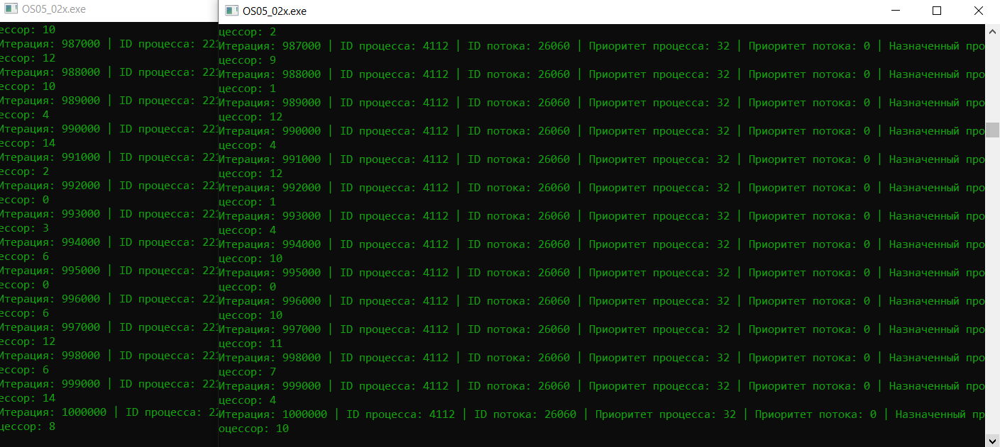 OS05_02x.exe
ессор: 10
Итерация: 987000 | ID процесса: 221
ессор: 12
Итерация: 988000 | ID процесса: 221
ессор: 10
Итерация: 989000 | ID процесса: 221
ессор: 4
Итерация: 990000 | ID процесса: 221
ессор: 14
Итерация: 991000 | ID процесса: 221
ессор: 2
Итерация: 992000 | ID процесса: 221
ессор: 0
Итерация: 993000 | ID процесса: 221
ессор: 3
Итерация: 994000 | ID процесса: 221
ессор: 6
Итерация: 995000 | ID процесса: 221
ессор: 0
Итерация: 996000 | ID процесса: 221
ессор: 6
Итерация: 997000 | ID процесса: 221
ессор: 12
Итерация: 998000 | ID процесса: 221
ессор: 6
Итерация: 999000 | ID процесса: 221
ессор: 14
Итерация: 1000000 | ID процесса: 22
цессор: 8
OS05_02x.exe
цессор: 2
Итерация: 987000 | ID процесса: 4112 | ID потока: 26060 | Приоритет процесса: 32 | Приоритет потока: 0 | Назначенный про
цессор: 9
Итерация: 988000 | ID процесса: 4112 | ID потока: 26060 | Приоритет процесса: 32 | Приоритет потока: 0 | Назначенный про
цессор: 1
Итерация: 989000 | ID процесса: 4112 | ID потока: 26060 | Приоритет процесса: 32 | Приоритет потока: 0 | Назначенный про
цессор: 12
Итерация: 990000 | ID процесса: 4112 | ID потока: 26060 | Приоритет процесса: 32 | Приоритет потока: 0 | Назначенный про
цессор: 4
Итерация: 991000 | ID процесса: 4112 | ID потока: 26060 | Приоритет процесса: 32 | Приоритет потока: 0 | Назначенный про
цессор: 12
Итерация: 992000 | ID процесса: 4112 | ID потока: 26060 | Приоритет процесса: 32 | Приоритет потока: 0 | Назначенный про
цессор: 1
Итерация: 993000 | ID процесса: 4112 | ID потока: 26060 | Приоритет процесса: 32 | Приоритет потока: 0 | Назначенный про
цессор: 4
Итерация: 994000 | ID процесса: 4112 | ID потока: 26060 | Приоритет процесса: 32 | Приоритет потока: 0 | Назначенный про
цессор: 10
Итерация: 995000 | ID процесса: 4112 | ID потока: 26060 | Приоритет процесса: 32 | Приоритет потока: 0 | Назначенный про
цессор: 0
Итерация: 996000 | ID процесса: 4112 | ID потока: 26060 | Приоритет процесса: 32 | Приоритет потока: 0 | Назначенный про
цессор: 10
Итерация: 997000 | ID процесса: 4112 | ID потока: 26060 | Приоритет процесса: 32 | Приоритет потока: 0 | Назначенный про
цессор: 11
Итерация: 998000 | ID процесса: 4112 | ID потока: 26060 | Приоритет процесса: 32 | Приоритет потока: 0 | Назначенный про
цессор: 7
Итерация: 999000 | ID процесса: 4112 | ID потока: 26060 | Приоритет процесса: 32 | Приоритет потока: 0 | Назначенный про
цессор: 4
Итерация: 1000000 | ID процесса: 4112 | ID потока: 26060 | Приоритет процесса: 32 | Приоритет потока: 0 | Назначенный пр
оцессор: 10